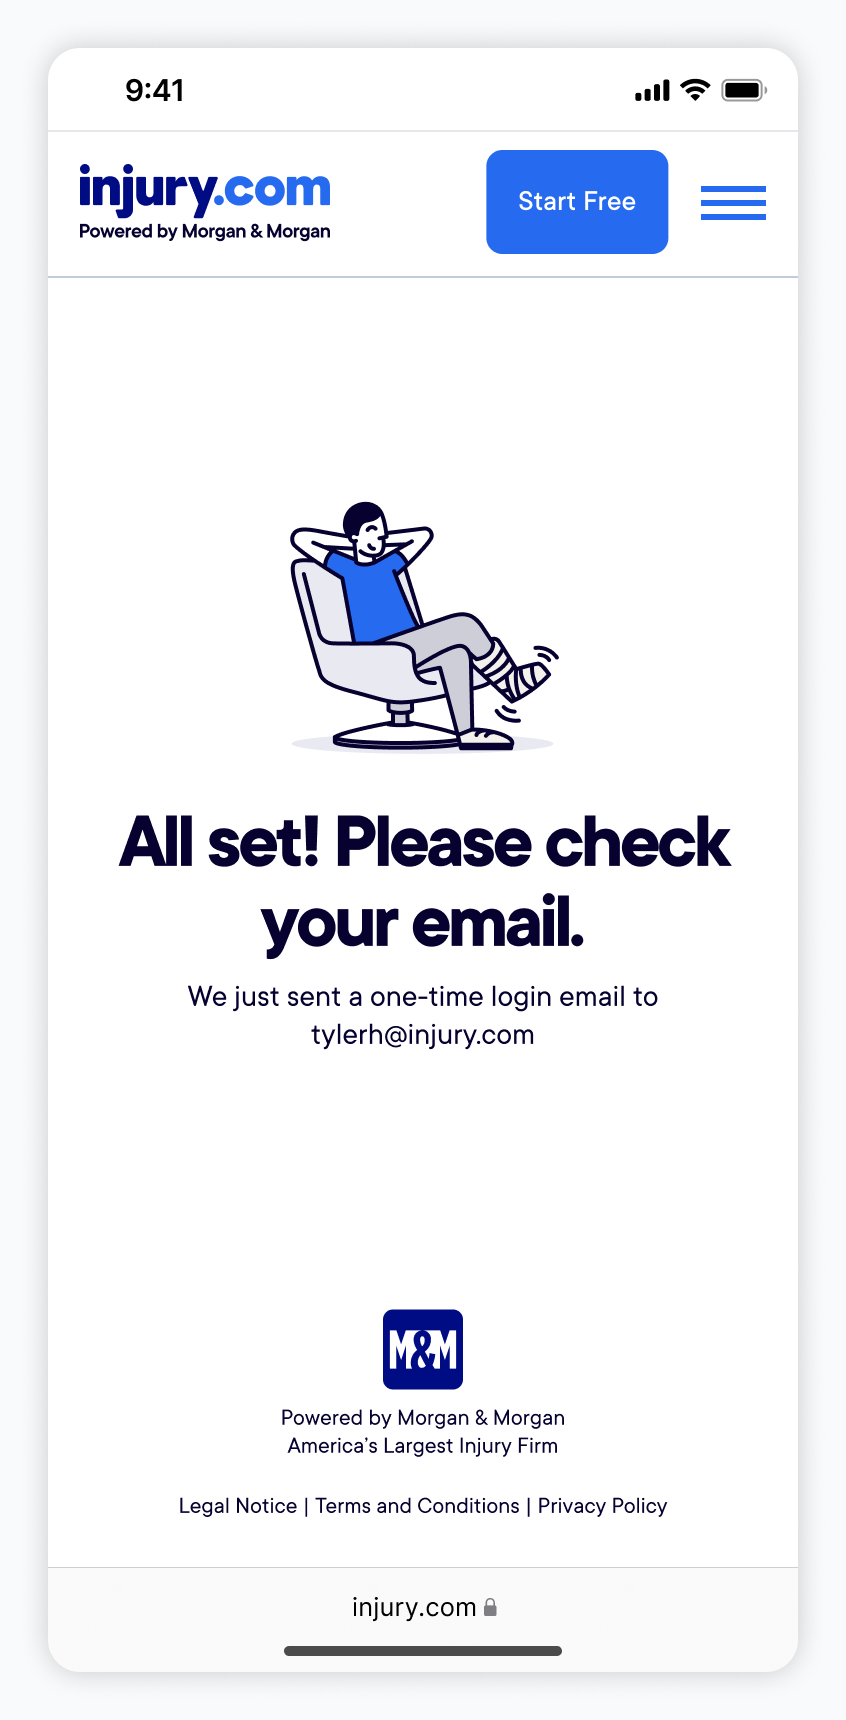 9:41
injury.com
Powered by Morgan & Morgan
Start Free
All set! Please check
your email.
We just sent a one-time login email to
tylerh@injury.com
M&M
Powered by Morgan & Morgan
America's Largest Injury Firm
Legal Notice | Terms and Conditions | Privacy Policy
injury.com